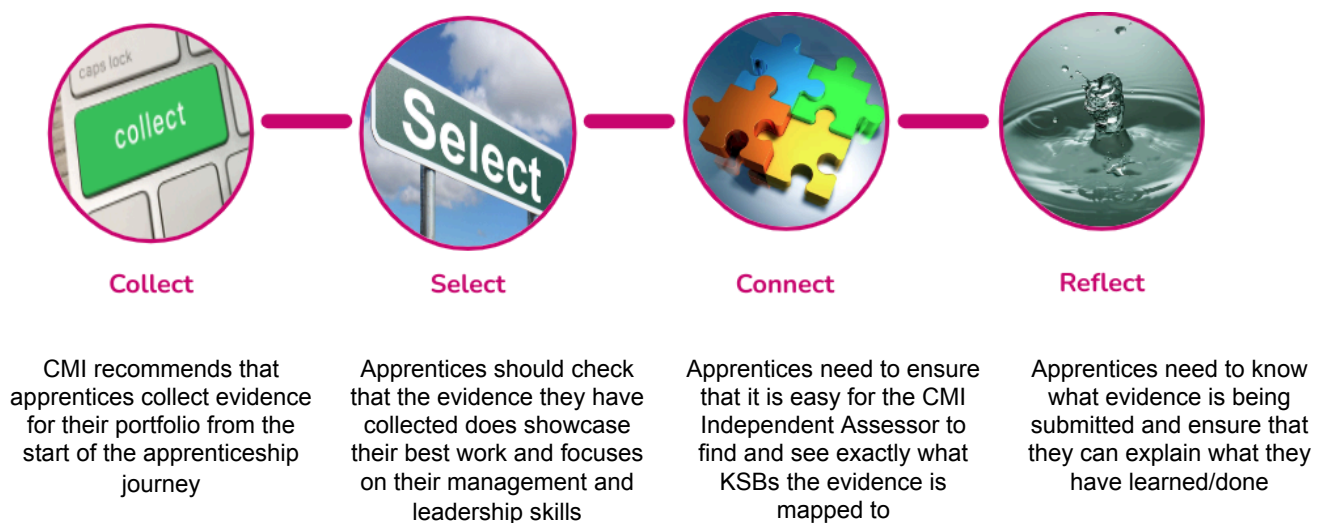 caps lock
collect
Select
Collect
Select
Connect
Reflect
CMI recommends that
apprentices collect evidence
for their portfolio from the
start of the apprenticeship
journey
Apprentices should check
that the evidence they have
collected does showcase
their best work and focuses
on their management and
leadership skills
Apprentices need to ensure
that it is easy for the CMI
Independent Assessor to
find and see exactly what
KSBs the evidence is
mapped to
Apprentices need to know
what evidence is being
submitted and ensure that
they can explain what they
have learned/done